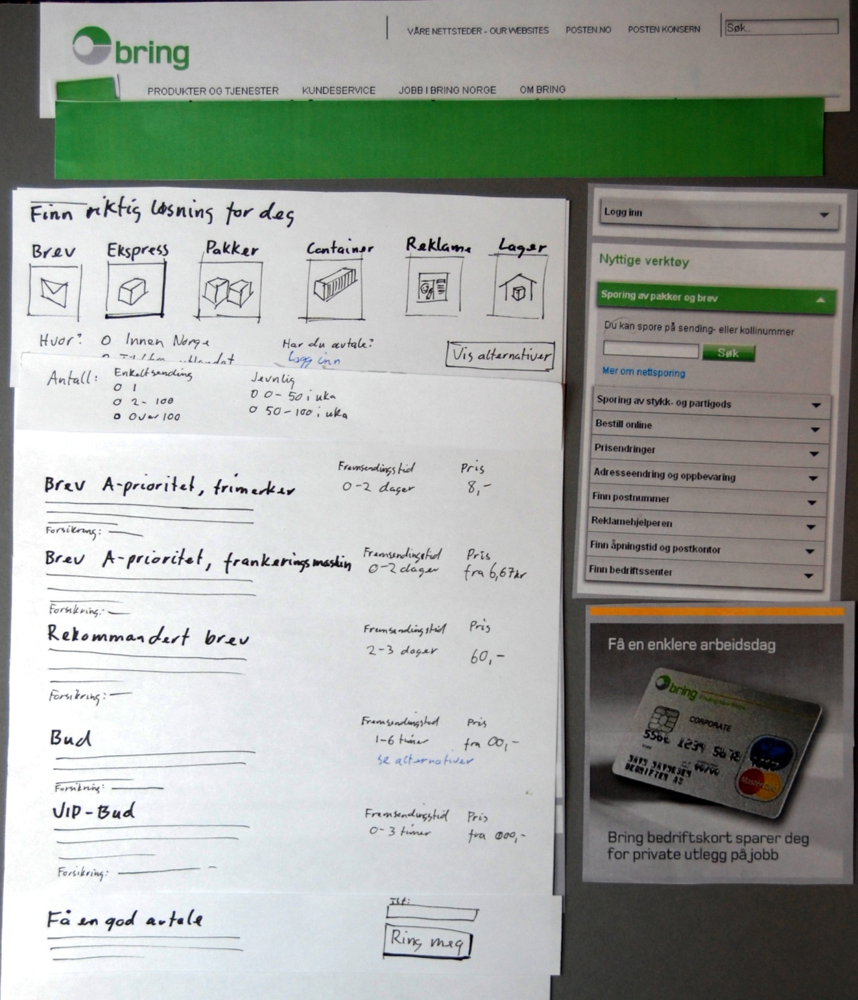 bring
VÅRE NETTSTEDER - OUR WEBSITES
POSTEN.NO
POSTEN KONSERN
Søk..
PRODUKTER OG TJENESTER
KUNDESERVICE
JOBB I BRING NORGE
OM BRING
Finn riktig løsning for deg
Brev
Ekspress
Pakker
Container
Reklame
Lager
Hvor? Innen Norge
Har du avtale?
Logg inn
Vis alternativer
Antall: Enkeltsending
1
2-100
Over 100
Jevnlig
0-50 i uka
50-100 i uka
Brev A-prioritet, frimerker
Fremsendingstid
0-2 dager
Pris
8,-
Forsikring:
Brev A-prioritet, frankeringsmaskin
Fremsendingstid
0-2 dager
Pris
fra 6,67kr
Forsikring:
Rekommandert brev
Fremsendingstid
2-3 dager
Pris
60,-
Forsikring:
Bud
Fremsendingstid
1-6 timer
se alternativer
Pris
fra 00,-
Forsikring:
VIP-Bud
Fremsendingstid
0-3 timer
Pris
fra 000,-
Forsikring:
Få en god avtale
Tlf:
Ring meg
Logg inn
Nyttige verktøy
Sporing av pakker og brev
Du kan spore på sending- eller kollinummer
Søk
Mer om nettsporing
Sporing av stykk- og partigods
Bestill online
Prisendringer
Adresseendring og oppbevaring
Finn postnummer
Reklamehjelperen
Finn åpningstid og postkontor
Finn bedriftssenter
Få en enklere arbeidsdag
bring
CORPORATE
5566 1234 5678
00/00
BEDRIFTEN AS
MasterCard
Bring bedriftskort sparer deg
for private utlegg på jobb